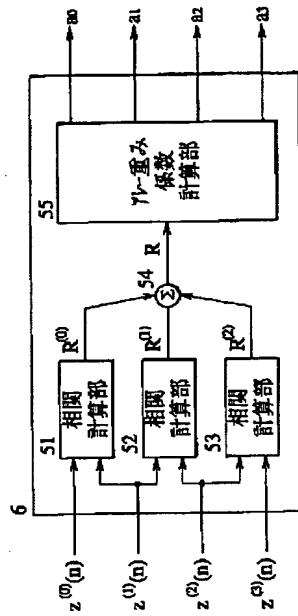 6
z⁽⁰⁾(n)
z⁽¹⁾(n)
z⁽²⁾(n)
z⁽³⁾(n)
51
相関
計算部
52
相関
計算部
53
相関
計算部
R⁽⁰⁾
R⁽¹⁾
R⁽²⁾
54
Σ
R
55
アレー重み
係数
計算部
a0
a1
a2
a3